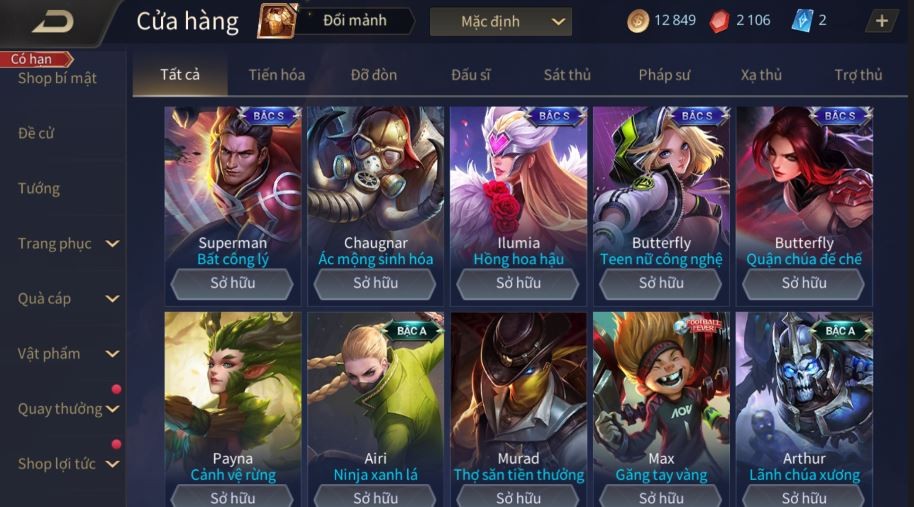 Cửa hàng
Đổi mảnh
Mặc định
12 849
2 106
2
Có hạn
Shop bí mật
Đề cử
Tướng
Trang phục
Quà cáp
Vật phẩm
Quay thưởng
Shop lợi tức
Tất cả
Tiến hóa
Đỡ đòn
Đấu sĩ
Sát thủ
Pháp sư
Xạ thủ
Trợ thủ
BẬC S
Superman
Bất công lý
Sở hữu
Chaugnar
Ác mộng sinh hóa
Sở hữu
BẬC S
Ilumia
Hồng hoa hậu
Sở hữu
BẬC S
Butterfly
Teen nữ công nghệ
Sở hữu
BẬC S
Butterfly
Quận chúa đế chế
Sở hữu
Payna
Cảnh vệ rừng
Sở hữu
BẬC A
Airi
Ninja xanh lá
Sở hữu
Murad
Thợ săn tiền thưởng
Sở hữu
FOOTBALL
FEVER
AOV
Max
Găng tay vàng
Sở hữu
BẬC A
Arthur
Lãnh chúa xương
Sở hữu